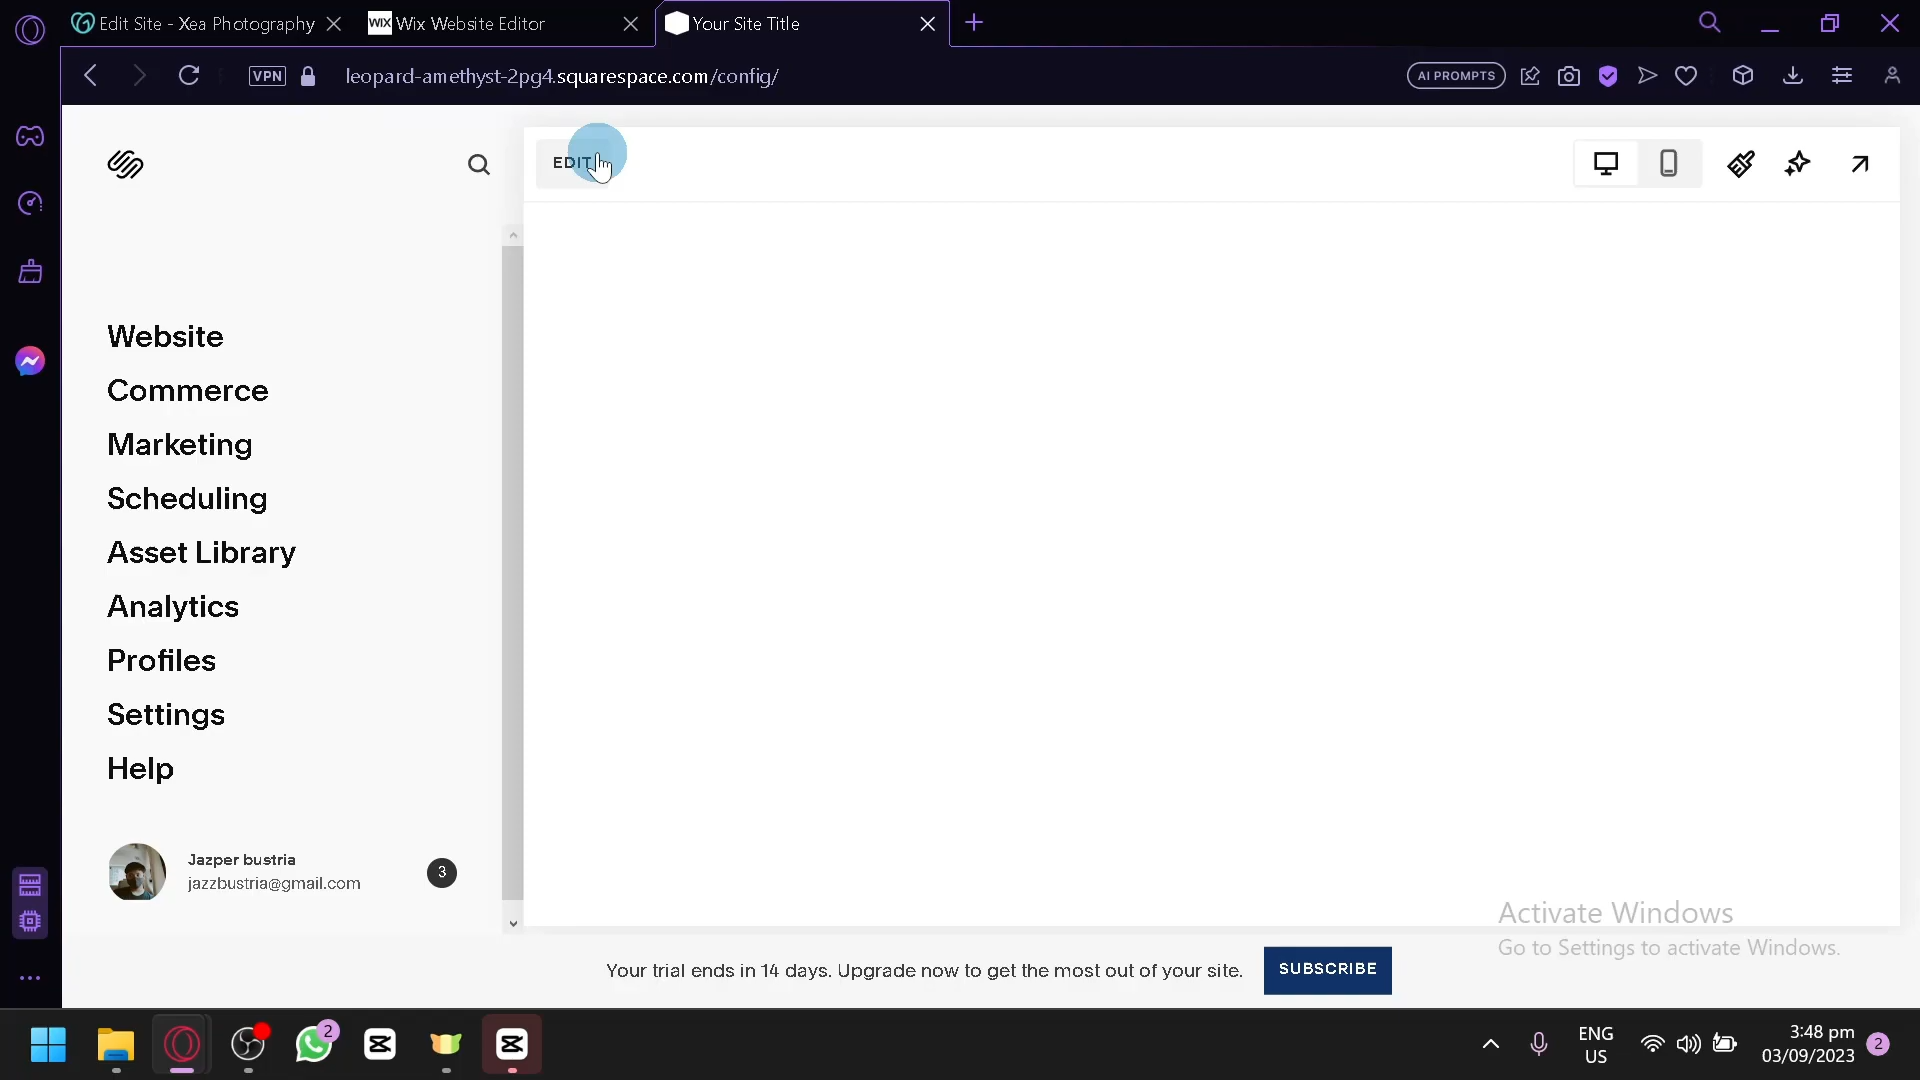 Edit Site - Xea Photography
WIX Wix Website Editor
Your Site Title
VPN
leopard-amethyst-2pg4.squarespace.com/config/
AI PROMPTS
EDIT
Website
Commerce
Marketing
Scheduling
Asset Library
Analytics
Profiles
Settings
Help
Jazper bustria
jazzbustria@gmail.com
3
Activate Windows
Go to Settings to activate Windows.
Your trial ends in 14 days. Upgrade now to get the most out of your site.
SUBSCRIBE
2
ENG
US
3:48 pm
03/09/2023
2